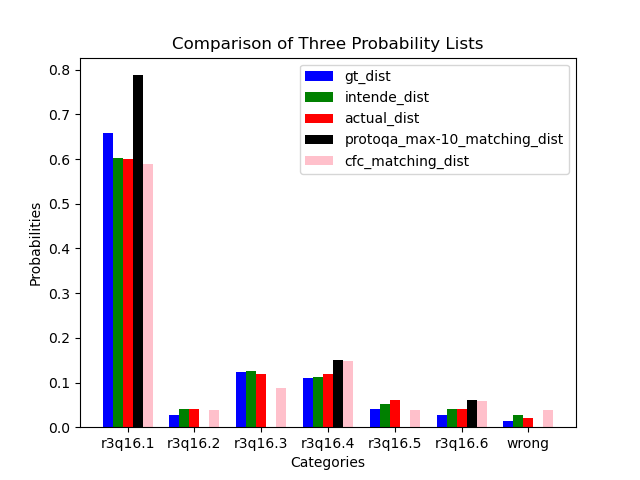 Comparison of Three Probability Lists
gt_dist
intende_dist
actual_dist
protoqa_max-10_matching_dist
cfc_matching_dist
Probabilities
0.8
0.7
0.6
0.5
0.4
0.3
0.2
0.1
0.0
r3q16.1 r3q16.2 r3q16.3 r3q16.4 r3q16.5 r3q16.6 wrong
Categories